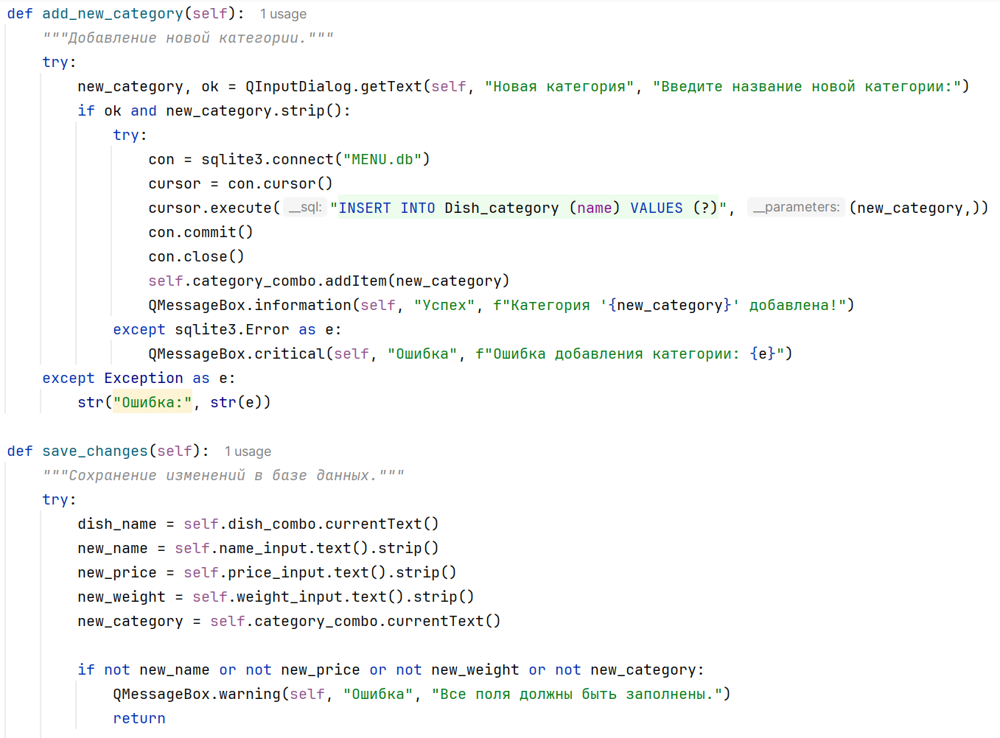 def add_new_category(self): 1 usage
"""Добавление новой категории."""
try:
new_category, ok = QInputDialog.getText(self, "Новая категория", "Введите название новой категории:")
if ok and new_category.strip():
try:
con = sqlite3.connect("MENU.db")
cursor = con.cursor()
cursor.execute( __sql: "INSERT INTO Dish_category (name) VALUES (?)", __parameters: (new_category,))
con.commit()
con.close()
self.category_combo.addItem(new_category)
QMessageBox.information(self, "Успех", f"Категория '{new_category}' добавлена!")
except sqlite3.Error as e:
QMessageBox.critical(self, "Ошибка", f"Ошибка добавления категории: {e}")
except Exception as e:
str("Ошибка:", str(e))
def save_changes(self): 1 usage
"""Сохранение изменений в базе данных."""
try:
dish_name = self.dish_combo.currentText()
new_name = self.name_input.text().strip()
new_price = self.price_input.text().strip()
new_weight = self.weight_input.text().strip()
new_category = self.category_combo.currentText()
if not new_name or not new_price or not new_weight or not new_category:
QMessageBox.warning(self, "Ошибка", "Все поля должны быть заполнены.")
return